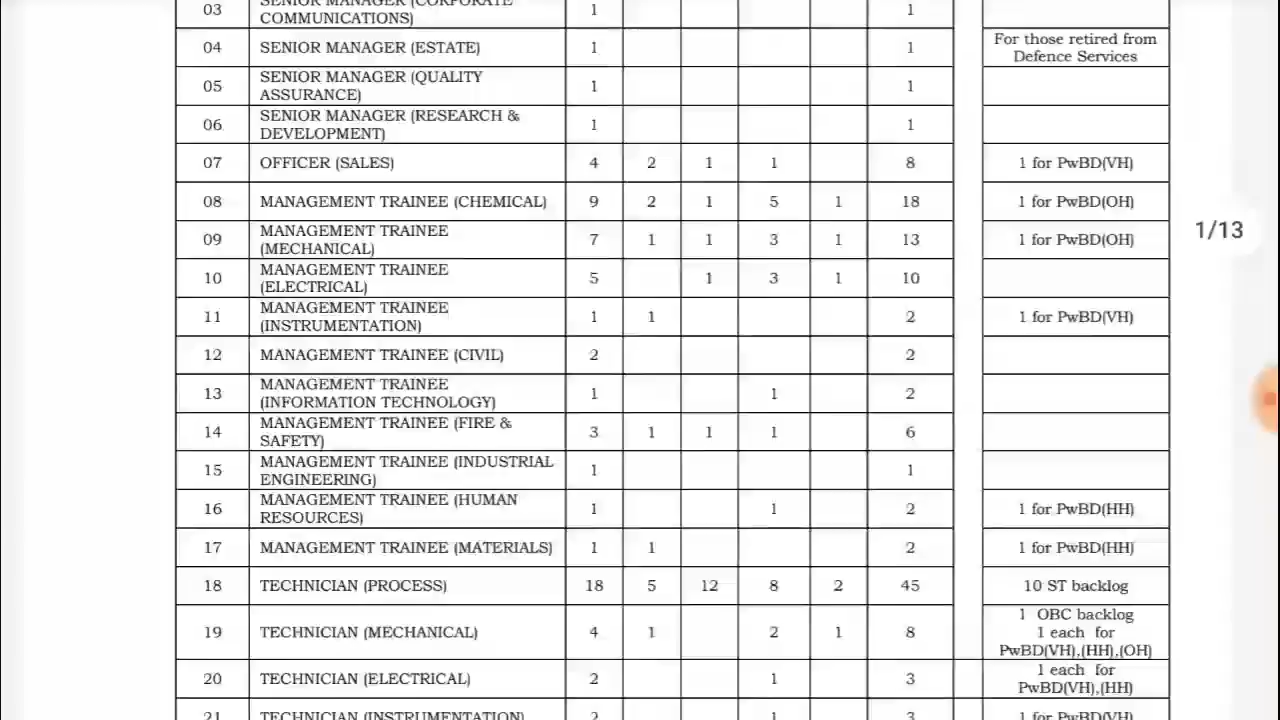 03 SENIOR MANAGER (CORPORATE COMMUNICATIONS) 1 1
04 SENIOR MANAGER (ESTATE) 1 1 For those retired from Defence Services
05 SENIOR MANAGER (QUALITY ASSURANCE) 1 1
06 SENIOR MANAGER (RESEARCH & DEVELOPMENT) 1 1
07 OFFICER (SALES) 4 2 1 1 8 1 for PwBD(VH)
08 MANAGEMENT TRAINEE (CHEMICAL) 9 2 1 5 1 18 1 for PwBD(OH)
1/13
09 MANAGEMENT TRAINEE (MECHANICAL) 7 1 1 3 1 13 1 for PwBD(OH)
10 MANAGEMENT TRAINEE (ELECTRICAL) 5 1 3 1 10
11 MANAGEMENT TRAINEE (INSTRUMENTATION) 1 1 2 1 for PwBD(VH)
12 MANAGEMENT TRAINEE (CIVIL) 2 2
13 MANAGEMENT TRAINEE (INFORMATION TECHNOLOGY) 1 1 2
14 MANAGEMENT TRAINEE (FIRE & SAFETY) 3 1 1 1 6
15 MANAGEMENT TRAINEE (INDUSTRIAL ENGINEERING) 1 1
16 MANAGEMENT TRAINEE (HUMAN RESOURCES) 1 1 2 1 for PwBD(HH)
17 MANAGEMENT TRAINEE (MATERIALS) 1 1 2 1 for PwBD(HH)
18 TECHNICIAN (PROCESS) 18 5 12 8 2 45 10 ST backlog
19 TECHNICIAN (MECHANICAL) 4 1 2 1 8 1 OBC backlog 1 each for PwBD(VH),(HH),(OH)
20 TECHNICIAN (ELECTRICAL) 2 1 3 1 each for PwBD(VH),(HH)
21 TECHNICIAN (INSTRUMENTATION) 2 1 3 1 for PwBD(VH)